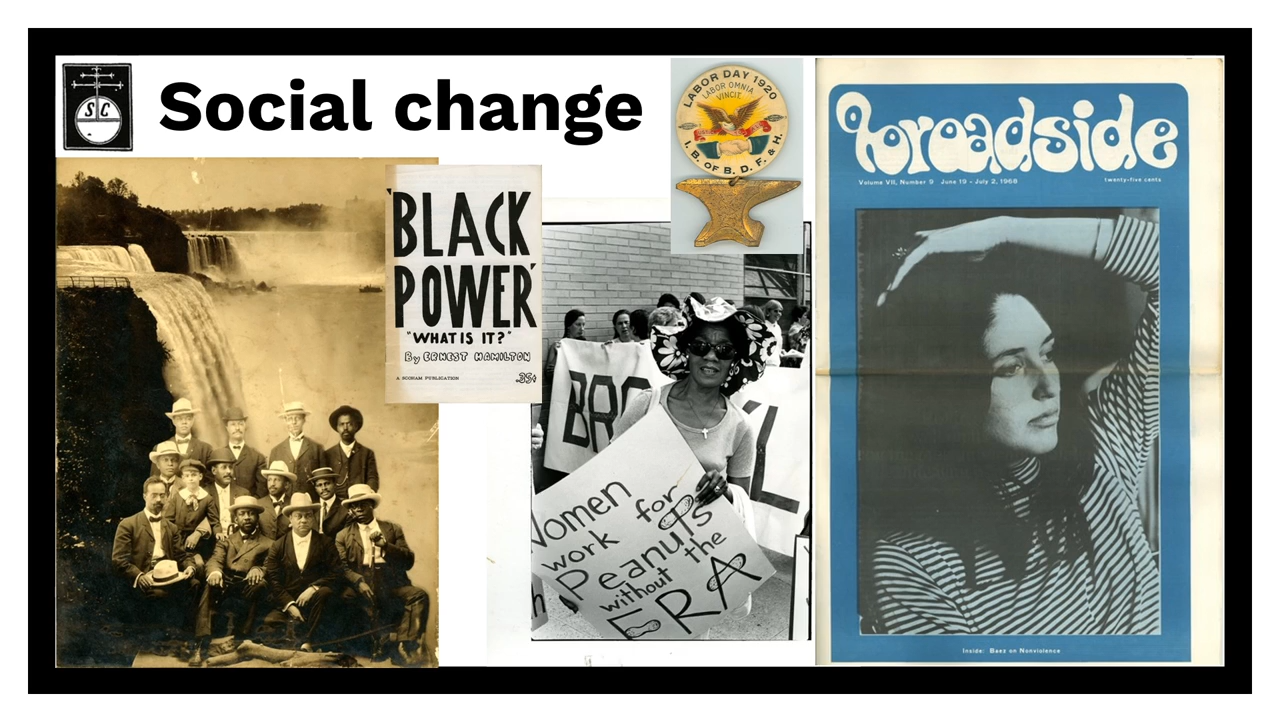 SC
Social change
'BLACK
POWER'
"WHAT IS IT?"
By ERNEST HAMILTON
A SCONAM PUBLICATION
.35¢
LABOR DAY 1920
LABOR OMNIA
VINCIT
I. B. OF B. D. F. & H.
BRO
Women
work for
Peanuts
without the
ERA
broadside
Volume VII, Number 9 June 19 - July 2, 1968
twenty-five cents
Inside: Baez on Nonviolence